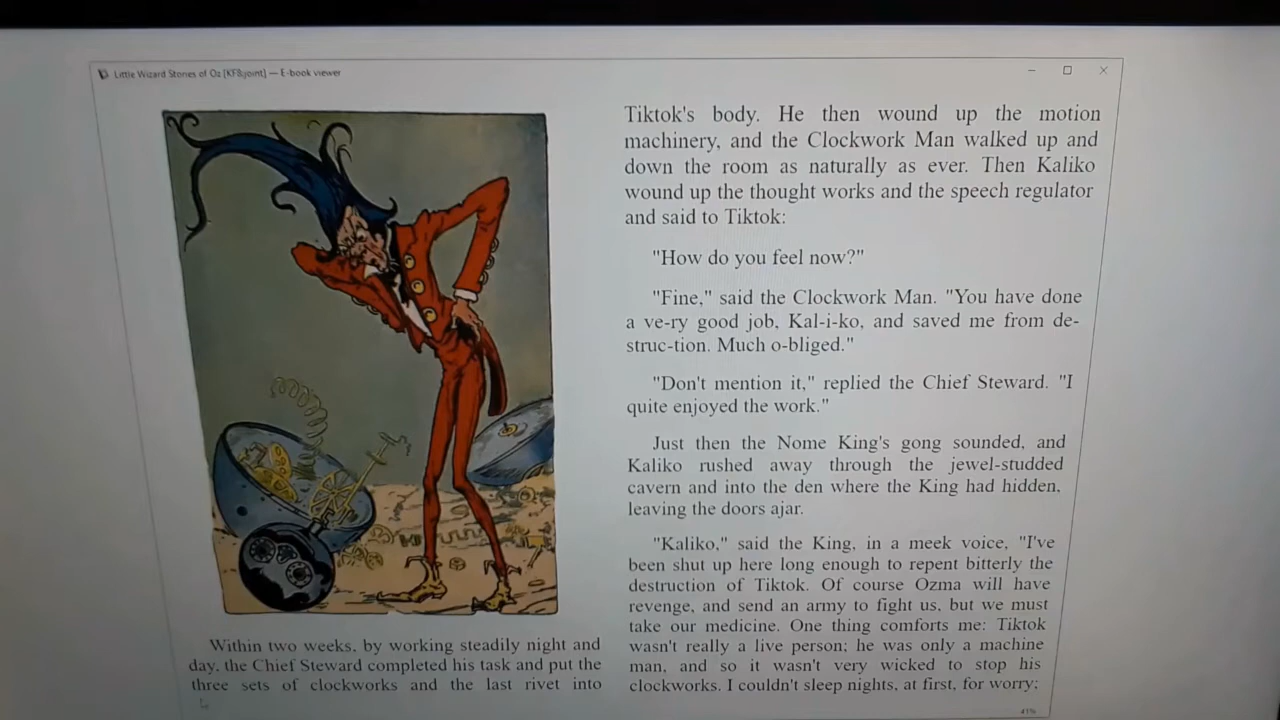 Little Wizard Stories of Oz [KF8:joint] — E-book viewer
Within two weeks, by working steadily night and
day, the Chief Steward completed his task and put the
three sets of clockworks and the last rivet into
Tiktok's body. He then wound up the motion
machinery, and the Clockwork Man walked up and
down the room as naturally as ever. Then Kaliko
wound up the thought works and the speech regulator
and said to Tiktok:
"How do you feel now?"
"Fine," said the Clockwork Man. "You have done
a ve-ry good job, Kal-i-ko, and saved me from de-
struc-tion. Much o-bliged."
"Don't mention it," replied the Chief Steward. "I
quite enjoyed the work."
Just then the Nome King's gong sounded, and
Kaliko rushed away through the jewel-studded
cavern and into the den where the King had hidden,
leaving the doors ajar.
"Kaliko," said the King, in a meek voice, "I've
been shut up here long enough to repent bitterly the
destruction of Tiktok. Of course Ozma will have
revenge, and send an army to fight us, but we must
take our medicine. One thing comforts me: Tiktok
wasn't really a live person; he was only a machine
man, and so it wasn't very wicked to stop his
clockworks. I couldn't sleep nights, at first, for worry;
41%